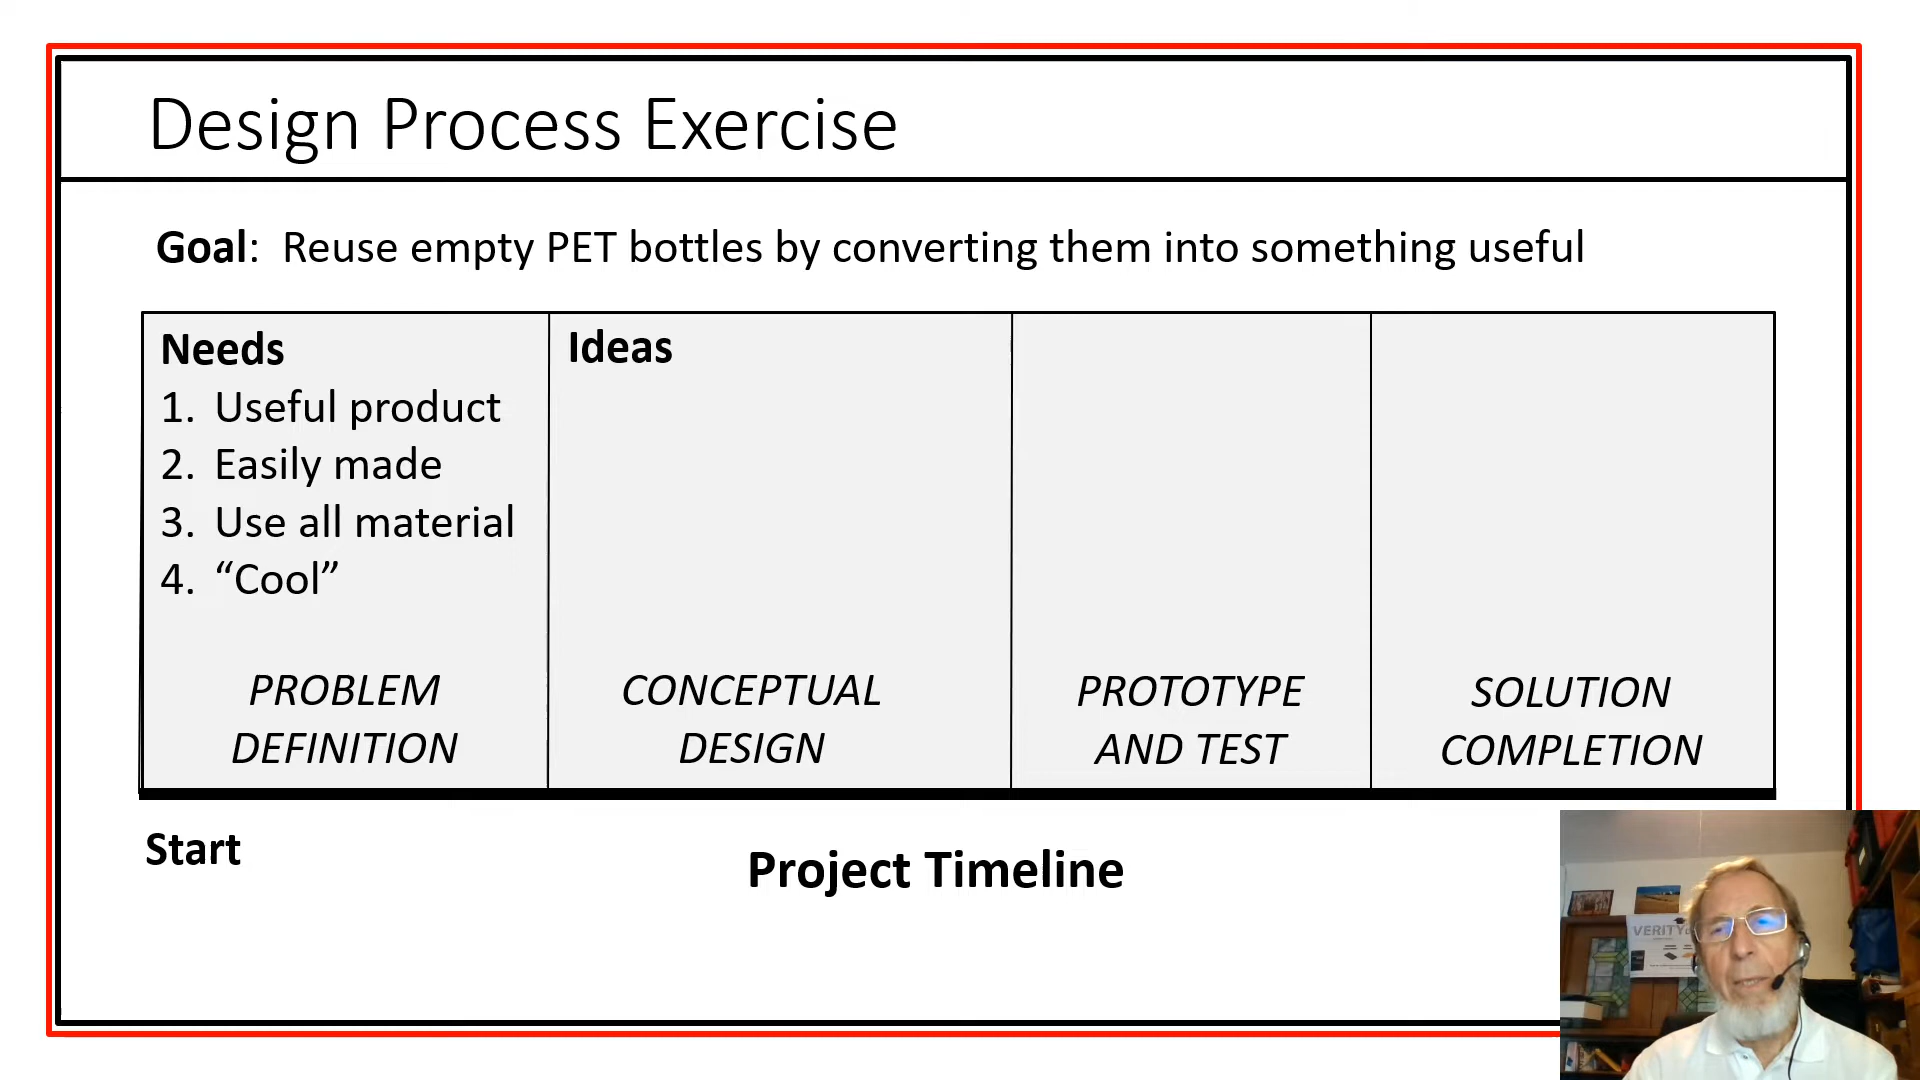 Design Process Exercise
Goal: Reuse empty PET bottles by converting them into something useful
Needs
1. Useful product
2. Easily made
3. Use all material
4. “Cool”
PROBLEM
DEFINITION
Ideas
CONCEPTUAL
DESIGN
PROTOTYPE
AND TEST
SOLUTION
COMPLETION
Start
Project Timeline
VERITY